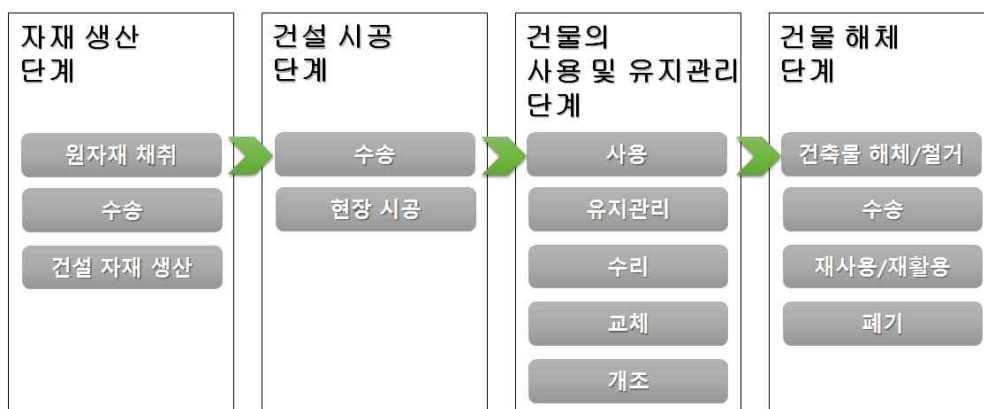 자재 생산
단계
원자재 채취
수송
건설 자재 생산
건설 시공
단계
수송
현장 시공
건물의
사용 및 유지관리
단계
사용
유지관리
수리
교체
개조
건물 해체
단계
건축물 해체/철거
수송
재사용/재활용
폐기